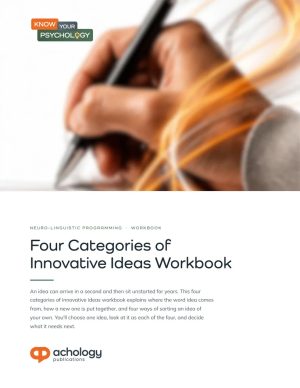 KNOW YOUR
PSYCHOLOGY
NEURO-LINGUISTIC PROGRAMMING WORKBOOK
Four Categories of
Innovative Ideas Workbook
An idea can arrive in a second and then sit unstarted for years. This four
categories of Innovative Ideas workbook explains where the word idea comes
from, how a new one is put together, and four ways of sorting an idea of
your own. You'll choose one idea, look at it as each of the four, and decide
what it needs next.
achology
publications